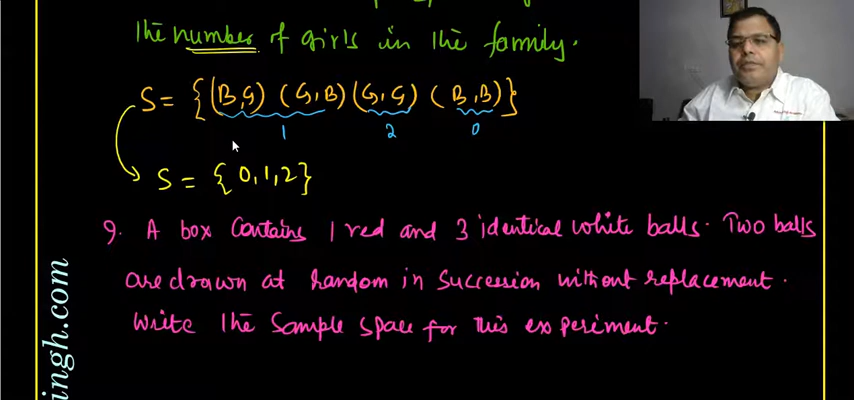 the number of girls in the family.
S = {(B,G) (G,B) (G,G) (B,B)}
1 2 0
S = {0,1,2}
9. A box Contains 1 red and 3 identical white balls. Two balls
are drawn at Random in Succession without replacement.
Write the Sample space for this experiment.
ingh.com